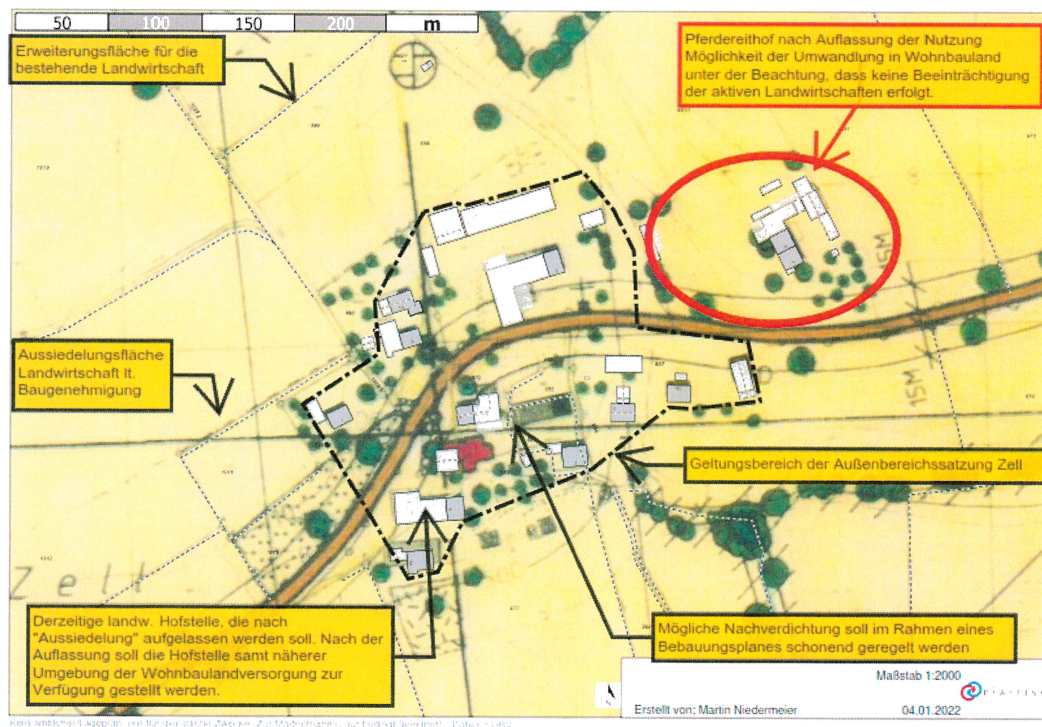 50 100 150 200 m
Erweiterungsfläche für die
bestehende Landwirtschaft
Pferdereithof nach Auflassung der Nutzung
Möglichkeit der Umwandlung in Wohnbauland
unter der Beachtung, dass keine Beeinträchtigung
der aktiven Landwirtschaften erfolgt.
15M
Aussiedelungsfläche
Landwirtschaft lt.
Baugenehmigung
15M
Geltungsbereich der Außenbereichssatzung Zell
Zell
Derzeitige landw. Hofstelle, die nach
"Aussiedelung" aufgelassen werden soll. Nach der
Auflassung soll die Hofstelle samt näherer
Umgebung der Wohnbaulandversorgung zur
Verfügung gestellt werden.
Mögliche Nachverdichtung soll im Rahmen eines
Bebauungsplanes schonend geregelt werden
Maßstab 1:2000
N
Erstellt von: Martin Niedermeier
04.01.2022